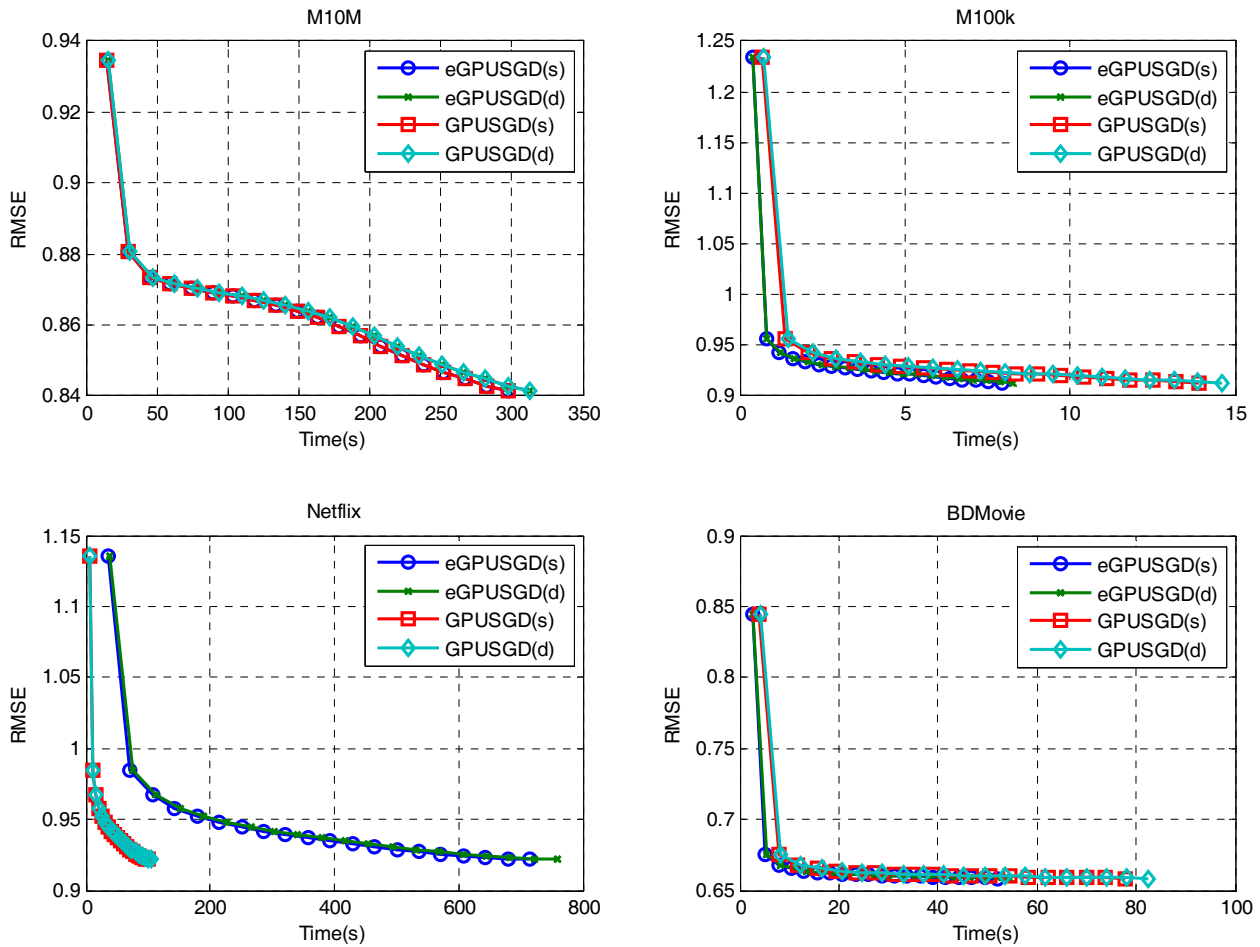 M10M
0.94
0.92
0.9
0.88
0.86
0.84
RMSE
0
50
100
150
200
250
300
350
Time(s)
eGPUSGD(s)
eGPUSGD(d)
GPUSGD(s)
GPUSGD(d)
M100k
1.25
1.2
1.15
1.1
1.05
1
0.95
0.9
RMSE
0
5
10
15
Time(s)
eGPUSGD(s)
eGPUSGD(d)
GPUSGD(s)
GPUSGD(d)
Netflix
1.15
1.1
1.05
1
0.95
0.9
RMSE
0
200
400
600
800
Time(s)
eGPUSGD(s)
eGPUSGD(d)
GPUSGD(s)
GPUSGD(d)
BDMovie
0.9
0.85
0.8
0.75
0.7
0.65
RMSE
0
20
40
60
80
100
Time(s)
eGPUSGD(s)
eGPUSGD(d)
GPUSGD(s)
GPUSGD(d)